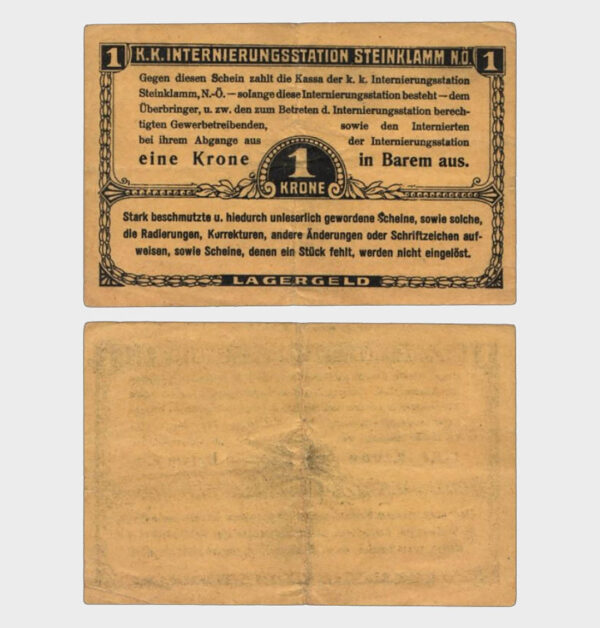 1 K.K. INTERNIERUNGSSTATION STEINKLAMM N.Ö. 1
Gegen diesen Schein zahlt die Kassa der k. k. Internierungsstation
Steinklamm, N.-Ö. — solange diese Internierungsstation besteht — dem
Überbringer, u. zw. den zum Betreten d. Internierungsstation berech-
tigten Gewerbetreibenden, sowie den Internierten
bei ihrem Abgange aus der Internierungsstation
eine Krone 1 in Barem aus.
KRONE
Stark beschmutzte u. hiedurch unleserlich gewordene Scheine, sowie solche,
die Radierungen, Korrekturen, andere Änderungen oder Schriftzeichen auf-
weisen, sowie Scheine, denen ein Stück fehlt, werden nicht eingelöst.
LAGERGELD